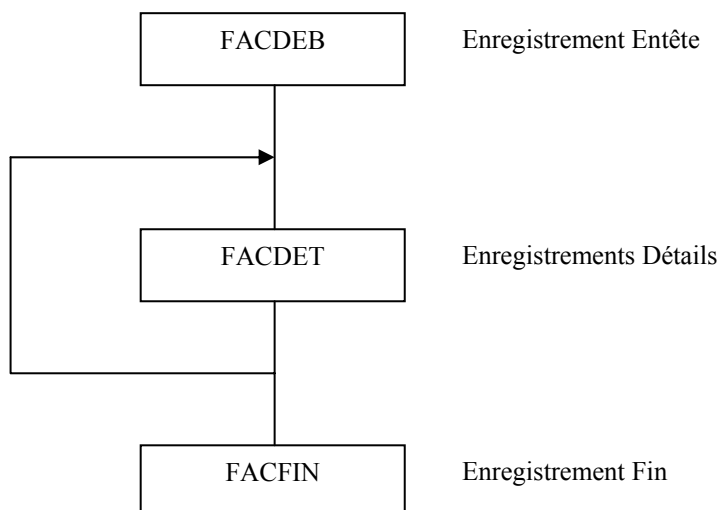 FACDEB Enregistrement Entête
FACDET Enregistrements Détails
FACFIN Enregistrement Fin